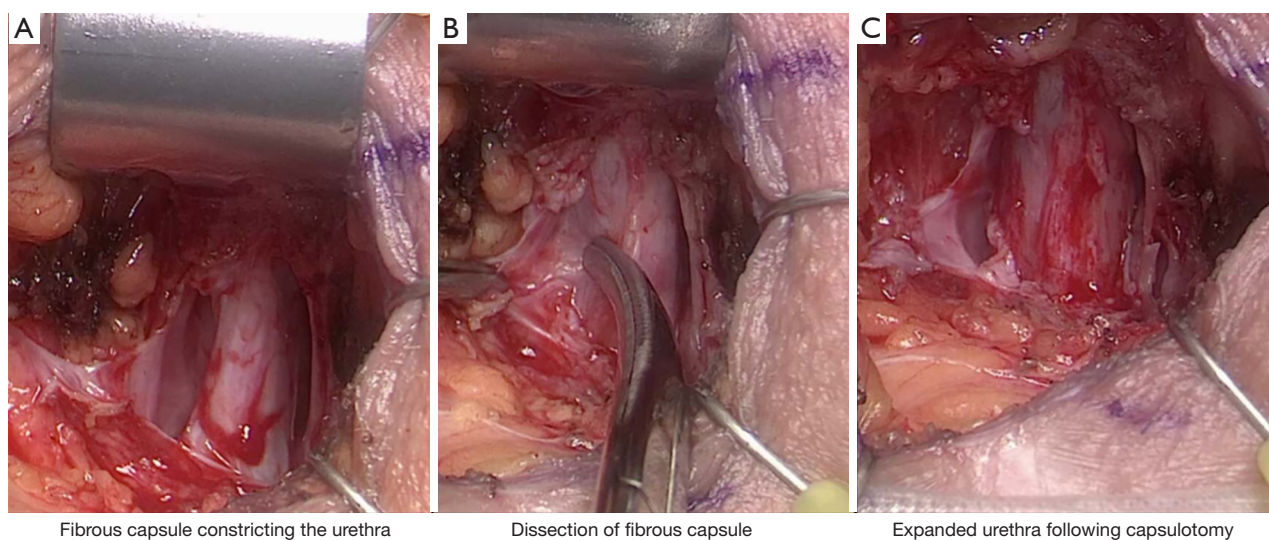 A
B
C
Fibrous capsule constricting the urethra
Dissection of fibrous capsule
Expanded urethra following capsulotomy